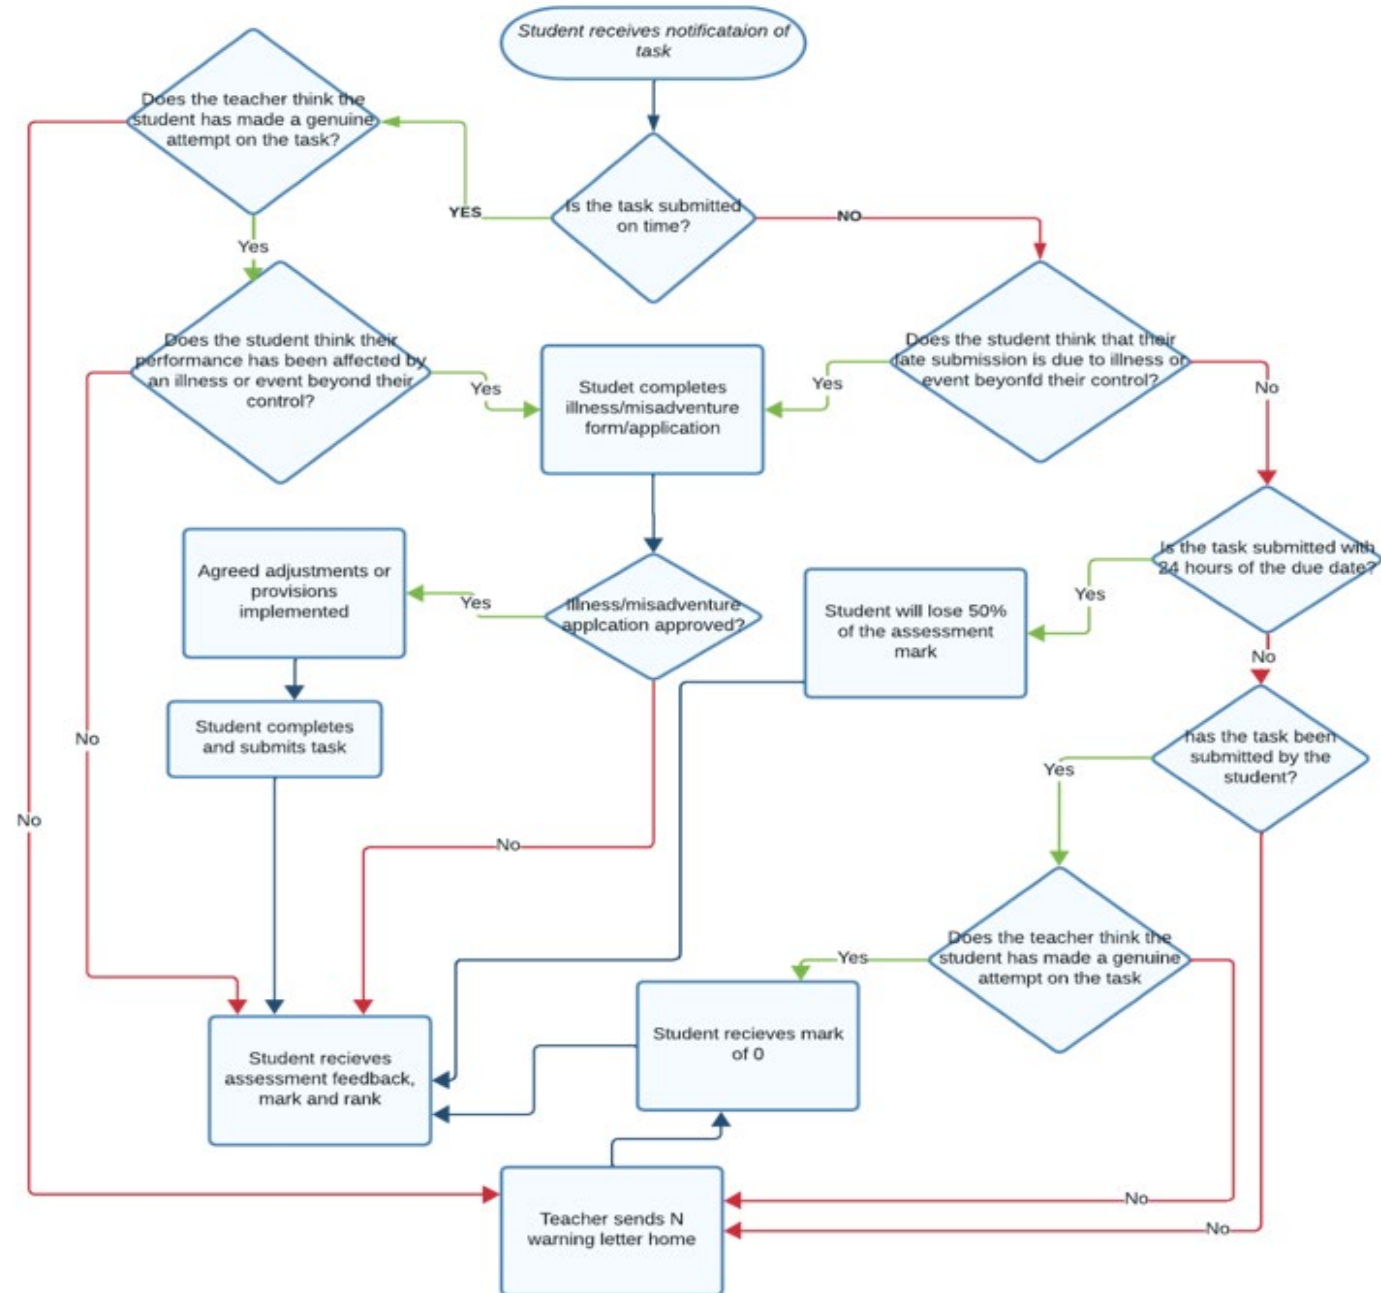 Student receives notificataion of
task
Does the teacher think the
student has made a genuine
attempt on the task?
YES
Is the task submitted
on time?
NO
Yes
Does the student think their
performance has been affected by
an illness or event beyond their
control?
Yes
Studet completes
illness/misadventure
form/application
Yes
Does the student think that their
late submission is due to illness or
event beyonfd their control?
No
Agreed adjustments or
provisions
implemented
Yes
illness/misadventure
applcation approved?
Student will lose 50%
of the assessment
mark
Yes
Is the task submitted with
24 hours of the due date?
No
Student completes
and submits task
No
has the task been
submitted by the
student?
Yes
No
No
Does the teacher think the
student has made a genuine
attempt on the task
Yes
Student recieves
assessment feedback,
mark and rank
Student recieves mark
of 0
No
No
Teacher sends N
warning letter home